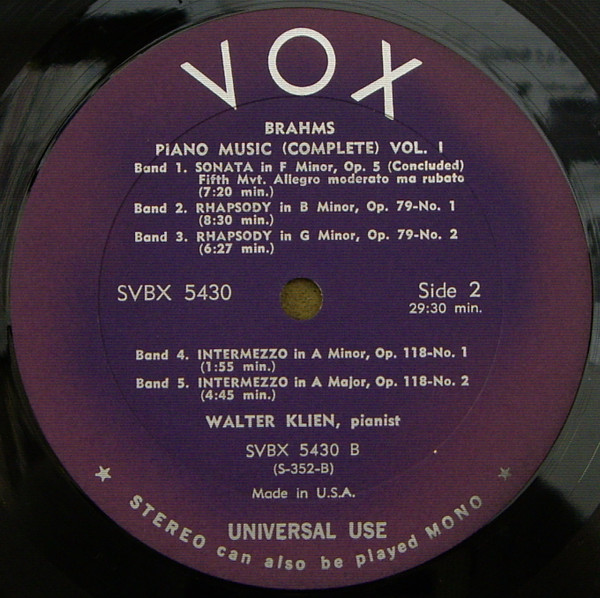 VOX
BRAHMS
PIANO MUSIC (COMPLETE) VOL. I
Band 1. SONATA in F Minor, Op. 5 (Concluded)
Fifth Mvt. Allegro moderato ma rubato
(7:20 min.)
Band 2. RHAPSODY in B Minor, Op. 79-No. 1
(8:30 min.)
Band 3. RHAPSODY in G Minor, Op. 79-No. 2
(6:27 min.)
SVBX 5430
Side 2
29:30 min.
Band 4. INTERMEZZO in A Minor, Op. 118-No. 1
(1:55 min.)
Band 5. INTERMEZZO in A Major, Op. 118-No. 2
(4:45 min.)
WALTER KLIEN, pianist
SVBX 5430 B
(S-352-B)
Made in U.S.A.
UNIVERSAL USE
STEREO can also be played MONO